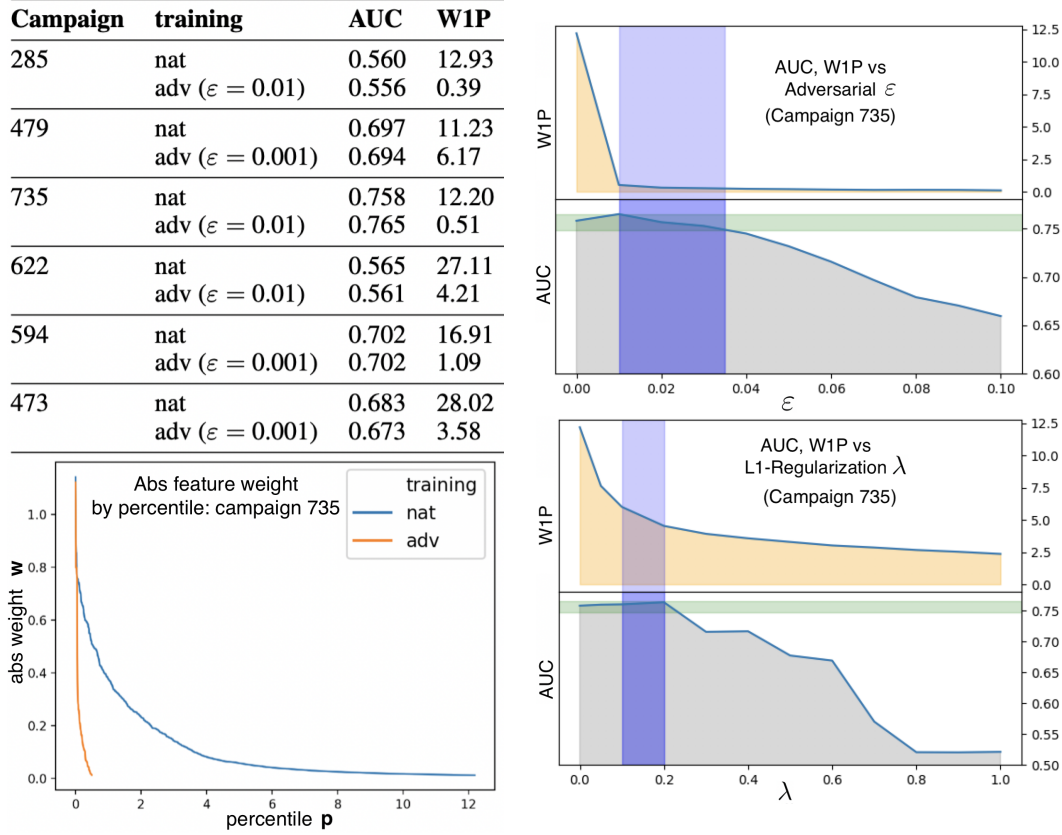 Campaign training AUC W1P
285 nat 0.560 12.93
adv (ε = 0.01) 0.556 0.39
479 nat 0.697 11.23
adv (ε = 0.001) 0.694 6.17
735 nat 0.758 12.20
adv (ε = 0.01) 0.765 0.51
622 nat 0.565 27.11
adv (ε = 0.01) 0.561 4.21
594 nat 0.702 16.91
adv (ε = 0.001) 0.702 1.09
473 nat 0.683 28.02
adv (ε = 0.001) 0.673 3.58
Abs feature weight
by percentile: campaign 735
training
nat
adv
abs weight w
1.0
0.8
0.6
0.4
0.2
0.0
0 2 4 6 8 10 12
percentile p
AUC, W1P vs
Adversarial ε
(Campaign 735)
W1P
12.5
10.0
7.5
5.0
2.5
0.0
AUC
0.75
0.70
0.65
0.60
0.00 0.02 0.04 0.06 0.08 0.10
ε
AUC, W1P vs
L1-Regularization λ
(Campaign 735)
W1P
12.5
10.0
7.5
5.0
2.5
0.0
AUC
0.75
0.70
0.65
0.60
0.55
0.50
0.0 0.2 0.4 0.6 0.8 1.0
λ